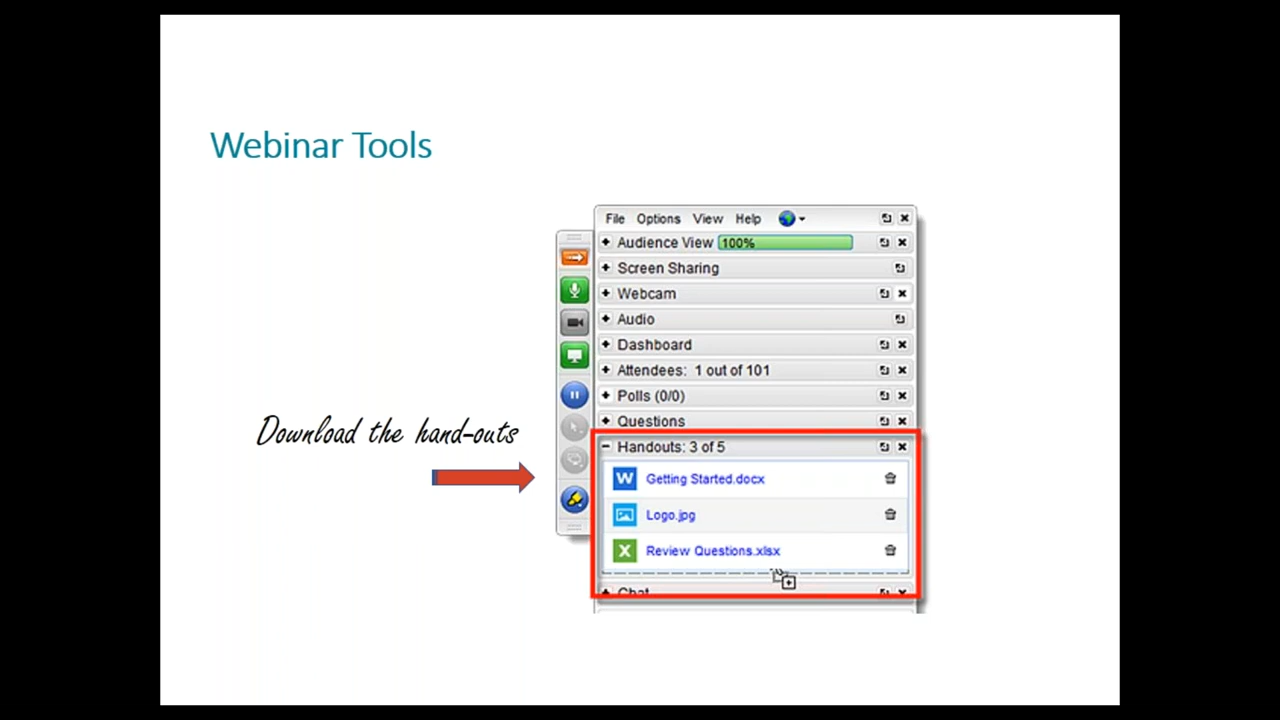 Webinar Tools
File Options View Help
Audience View 100%
Screen Sharing
Webcam
Audio
Dashboard
Attendees: 1 out of 101
Polls (0/0)
Questions
Download the hand-outs
Handouts: 3 of 5
W Getting Started.docx
Logo.jpg
X Review Questions.xlsx
Chat